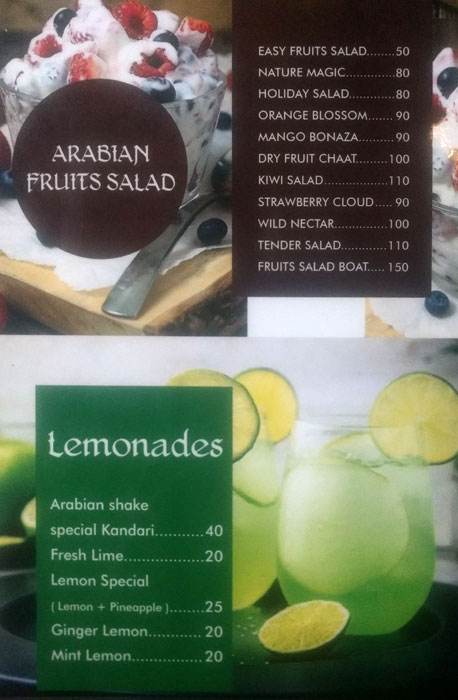 ARABIAN
FRUITS SALAD
EASY FRUITS SALAD........50
NATURE MAGIC............80
HOLIDAY SALAD...........80
ORANGE BLOSSOM....... 90
MANGO BONAZA.........90
DRY FRUIT CHAAT........100
KIWI SALAD................110
STRAWBERRY CLOUD..... 90
WILD NECTAR.............100
TENDER SALAD............110
FRUITS SALAD BOAT..... 150
Lemonades
Arabian shake
special Kandari...........40
Fresh Lime..................20
Lemon Special
( Lemon + Pineapple )........25
Ginger Lemon............20
Mint Lemon................20